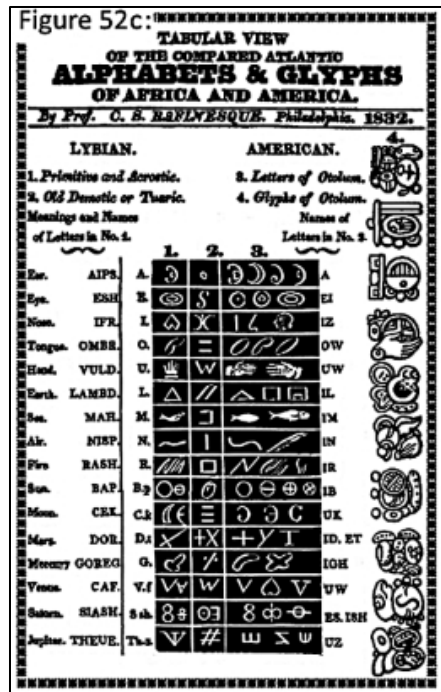 Figure 52c:
TABULAR VIEW
OF THE COMPARED ATLANTIC
ALPHABETS & GLYPHS
OF AFRICA AND AMERICA.
By Prof. C. S. RAFINESQUE. Philadelphia. 1832.
LYBIAN. AMERICAN. 4.
1. Primitive and Acrostic. 3. Letters of Otolum.
2. Old Demotic or Tuaric. 4. Glyphs of Otolum.
Meanings and Names Names of
of Letters in No. 1. Letters in No. 3.
1. 2. 3.
Ear. AIPS. A. A
Eye. ESH. E. EI
Nose. IFR. I. IZ
Tongue. OMBR. O. OW
Hand. VULD. U. UW
Earth. LAMBD. L. IL
Sea. MAH. M. IM
Air. NISP. N. IN
Fire RASH. R. IR
Sun. BAP. B.p IB
Moon. CEK. C.k UK
Mars. DOR. D.t ID. ET
Mercury GOREG G. IGH
Venus. CAF. V.f UW
Saturn. SIASH. S sh. ES. ISH
Jupiter. THEUE. Th.z. UZ